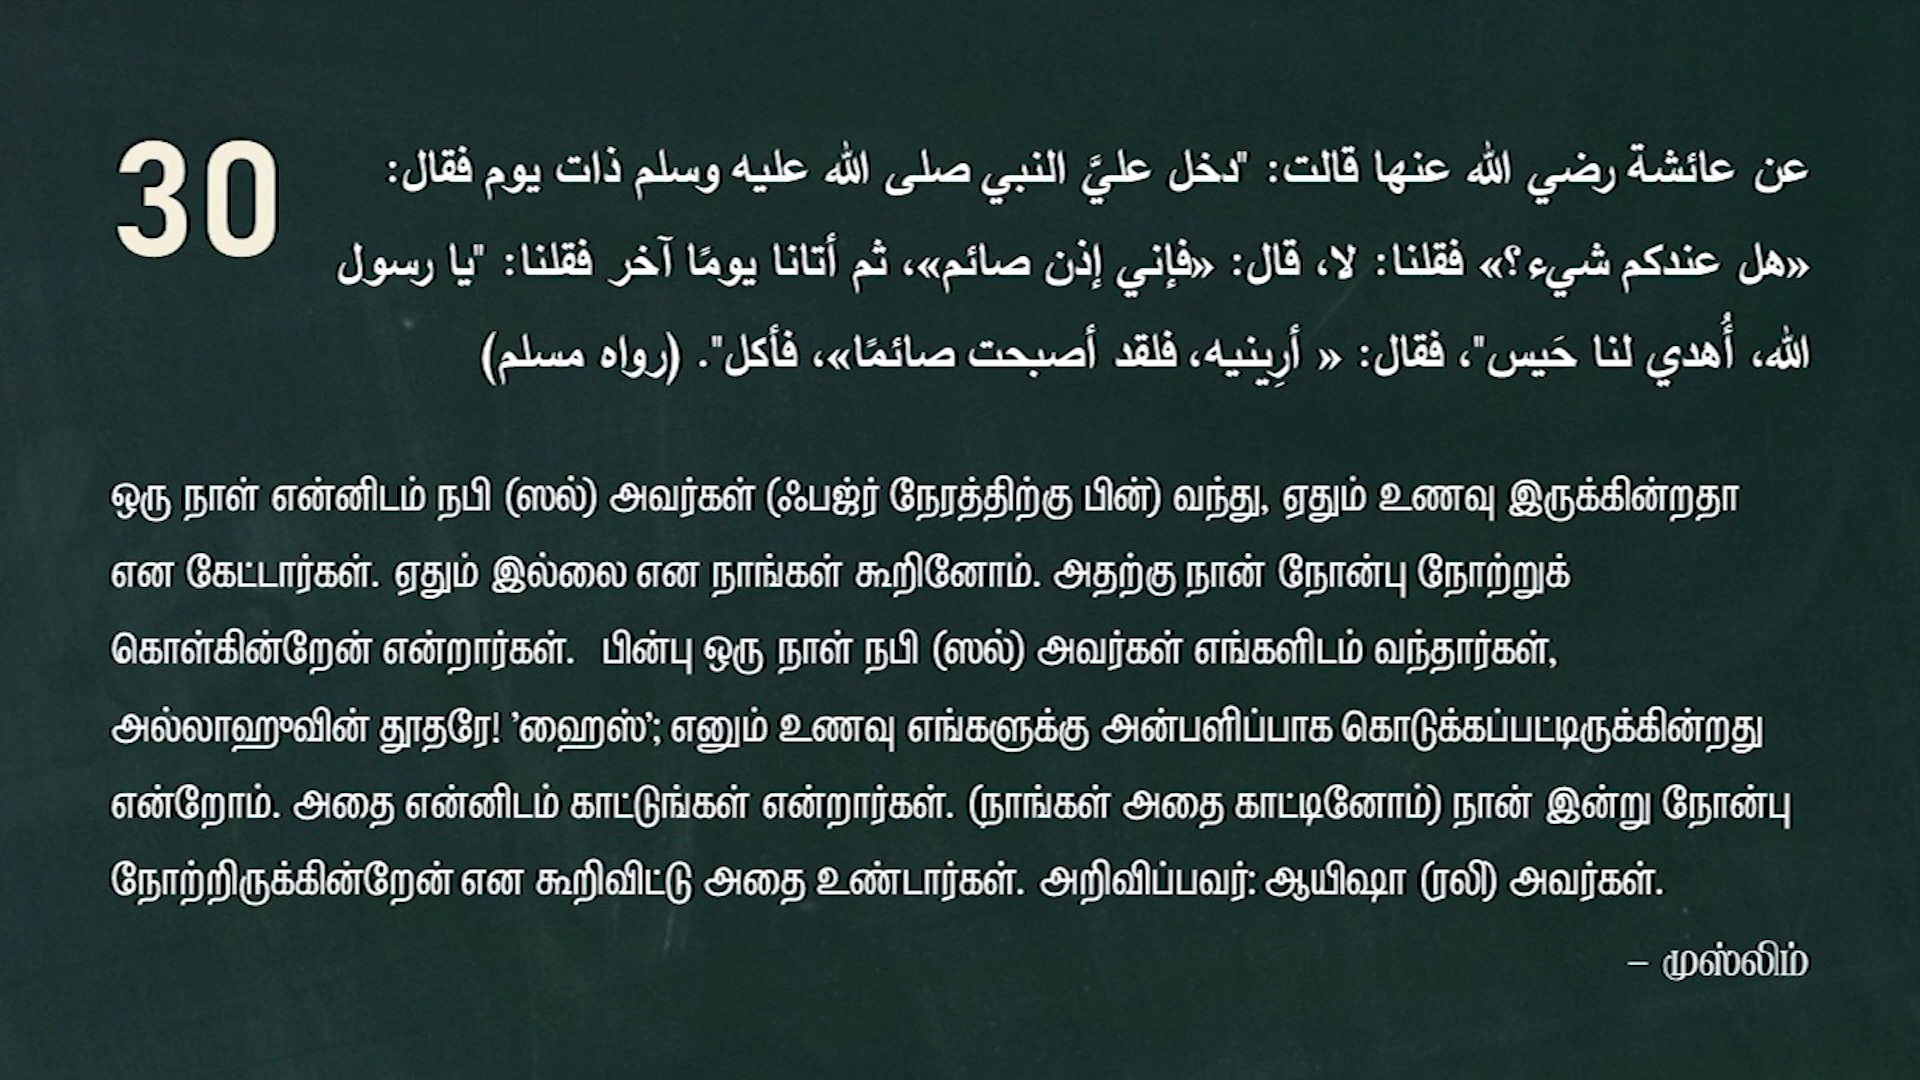 30
عن عائشة رضي الله عنها قالت: "دخل عليَّ النبي صلى الله عليه وسلم ذات يوم فقال:
«هل عندكم شيء؟» فقلنا: لا، قال: «فإني إذن صائم»، ثم أتانا يومًا آخر فقلنا: "يا رسول
الله، أُهدي لنا حَيس"، فقال: « أرِينيه، فلقد أصبحت صائمًا»، فأكل". (رواه مسلم)
ஒரு நாள் என்னிடம் நபி (ஸல்) அவர்கள் (ஃபஜ்ர் நேரத்திற்கு பின்) வந்து, ஏதும் உணவு இருக்கின்றதா
என கேட்டார்கள். ஏதும் இல்லை என நாங்கள் கூறினோம். அதற்கு நான் நோன்பு நோற்றுக்
கொள்கின்றேன் என்றார்கள். பின்பு ஒரு நாள் நபி (ஸல்) அவர்கள் எங்களிடம் வந்தார்கள்,
அல்லாஹுவின் தூதரே! 'ஹைஸ்'; எனும் உணவு எங்களுக்கு அன்பளிப்பாக கொடுக்கப்பட்டிருக்கின்றது
என்றோம். அதை என்னிடம் காட்டுங்கள் என்றார்கள். (நாங்கள் அதை காட்டினோம்) நான் இன்று நோன்பு
நோற்றிருக்கின்றேன் என கூறிவிட்டு அதை உண்டார்கள். அறிவிப்பவர்: ஆயிஷா (ரலி) அவர்கள்.
– முஸ்லிம்